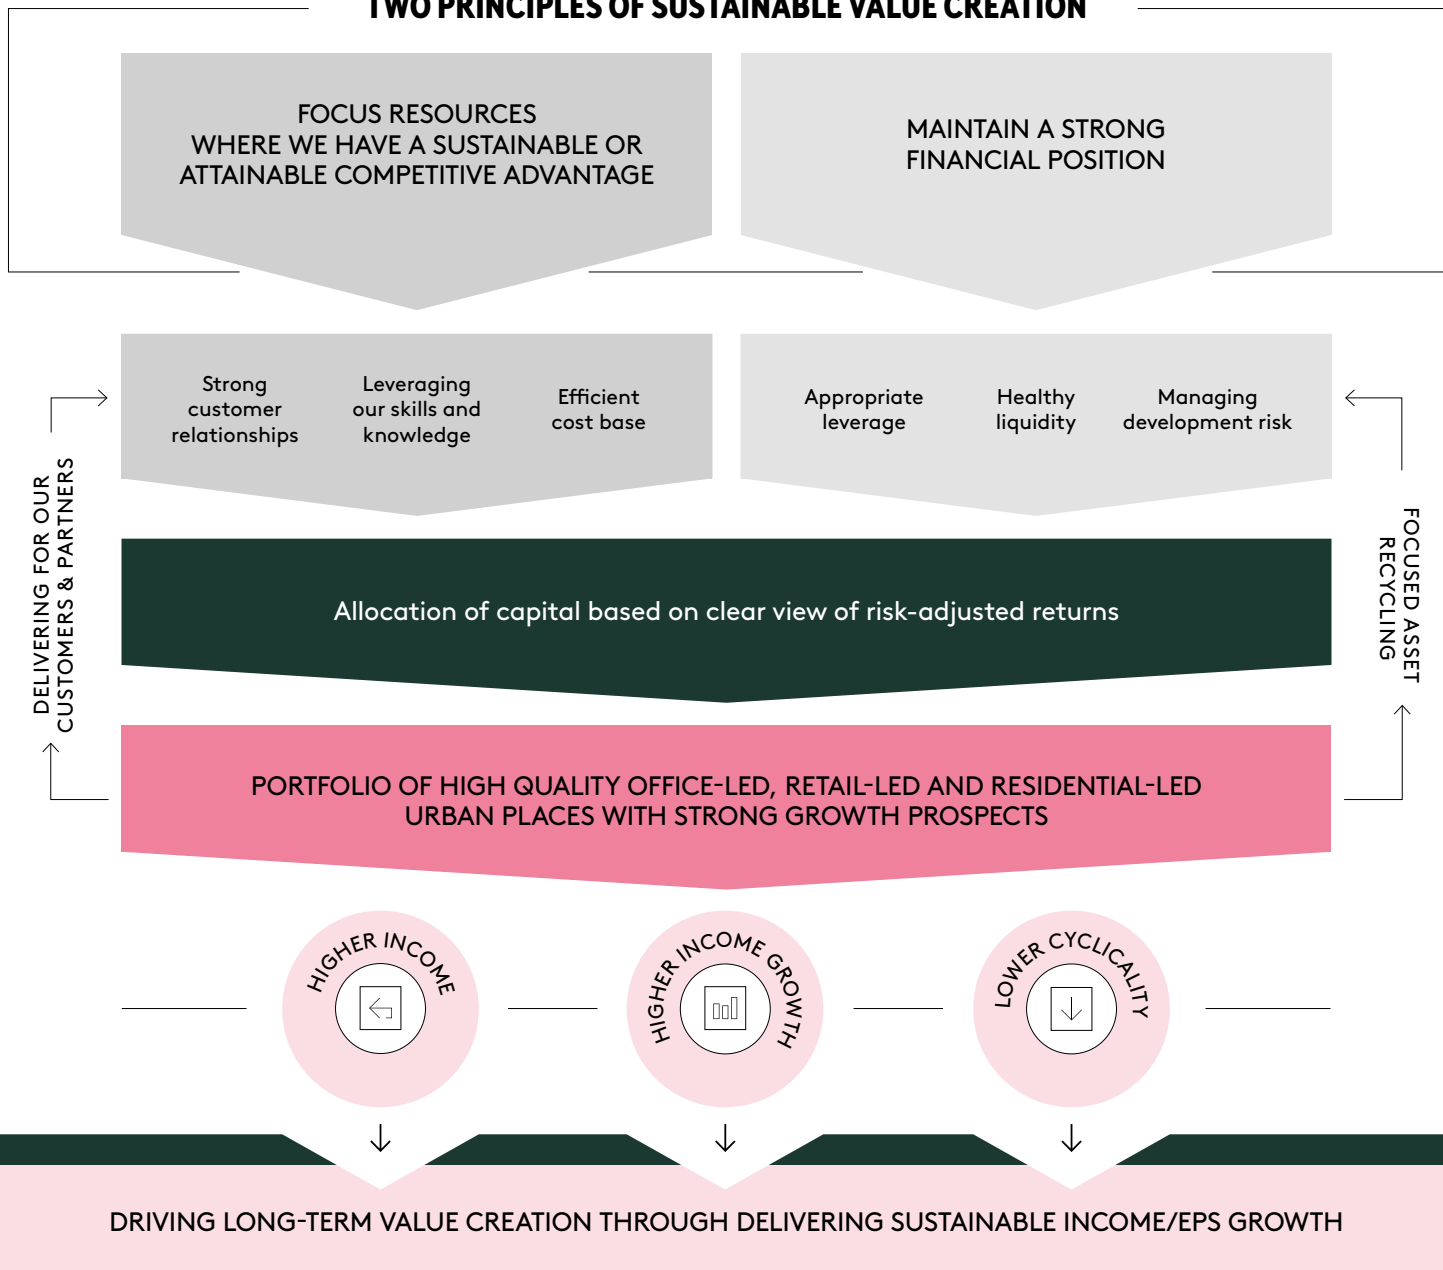 TWO PRINCIPLES OF SUSTAINABLE VALUE CREATION
FOCUS RESOURCES
WHERE WE HAVE A SUSTAINABLE OR
ATTAINABLE COMPETITIVE ADVANTAGE
MAINTAIN A STRONG
FINANCIAL POSITION
Strong
customer
relationships
Leveraging
our skills and
knowledge
Efficient
cost base
Appropriate
leverage
Healthy
liquidity
Managing
development risk
DELIVERING FOR OUR
CUSTOMERS & PARTNERS
FOCUSED ASSET
RECYCLING
Allocation of capital based on clear view of risk-adjusted returns
PORTFOLIO OF HIGH QUALITY OFFICE-LED, RETAIL-LED AND RESIDENTIAL-LED
URBAN PLACES WITH STRONG GROWTH PROSPECTS
HIGHER INCOME
HIGHER INCOME GROWTH
LOWER CYCLICALITY
DRIVING LONG-TERM VALUE CREATION THROUGH DELIVERING SUSTAINABLE INCOME/EPS GROWTH